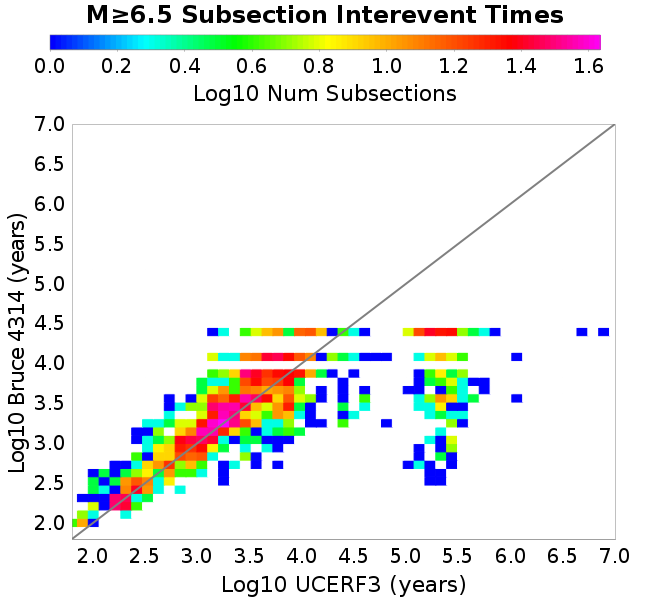 M≥6.5 Subsection Interevent Times
0.0 0.2 0.4 0.6 0.8 1.0 1.2 1.4 1.6
Log10 Num Subsections
7.0
6.5
6.0
5.5
5.0
4.5
4.0
3.5
3.0
2.5
2.0
Log10 Bruce 4314 (years)
2.0 2.5 3.0 3.5 4.0 4.5 5.0 5.5 6.0 6.5 7.0
Log10 UCERF3 (years)